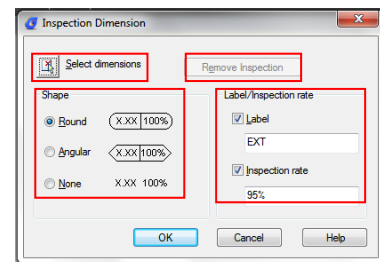 Inspection Dimension
Select dimensions
Remove Inspection
Shape
Round X.XX 100%
Angular X.XX 100%
None X.XX 100%
Label/Inspection rate
Label
EXT
Inspection rate
95%
OK Cancel Help